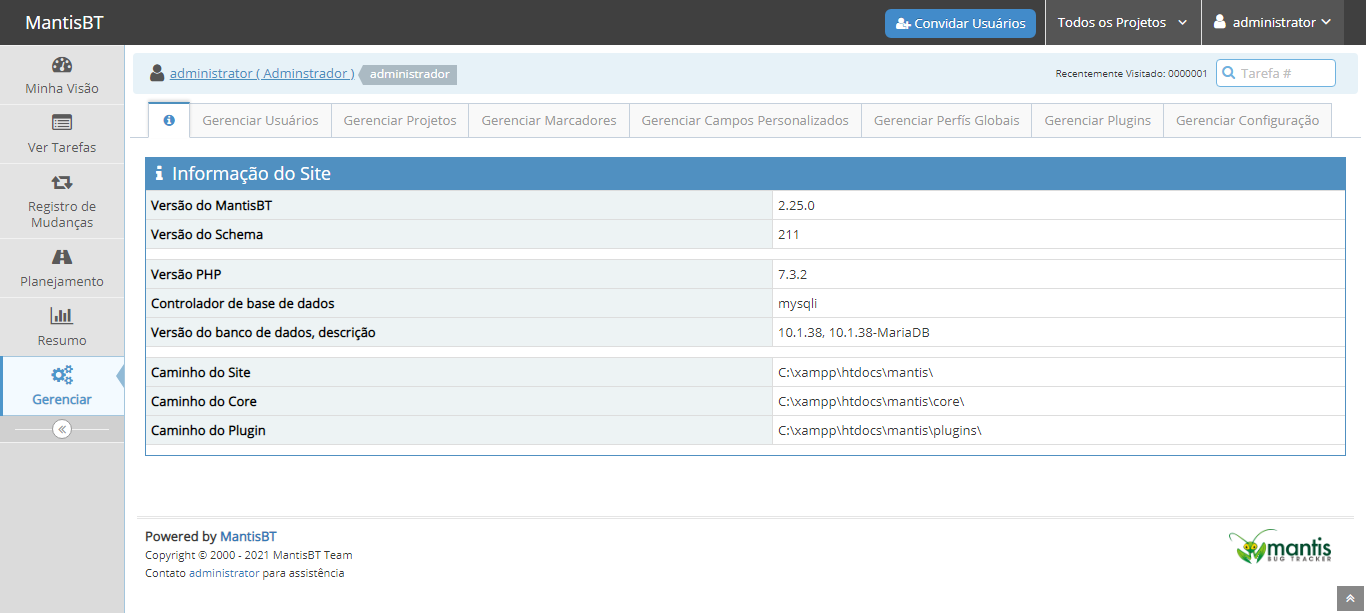 MantisBT
Convidar Usuários
Todos os Projetos
administrator
Minha Visão
Ver Tarefas
Registro de
Mudanças
Planejamento
Resumo
Gerenciar
administrator ( Adminstrador )
administrador
Recentemente Visitado: 0000001
Tarefa #
Gerenciar Usuários
Gerenciar Projetos
Gerenciar Marcadores
Gerenciar Campos Personalizados
Gerenciar Perfís Globais
Gerenciar Plugins
Gerenciar Configuração
Informação do Site
Versão do MantisBT 2.25.0
Versão do Schema 211
Versão PHP 7.3.2
Controlador de base de dados mysqli
Versão do banco de dados, descrição 10.1.38, 10.1.38-MariaDB
Caminho do Site C:\xampp\htdocs\mantis\
Caminho do Core C:\xampp\htdocs\mantis\core\
Caminho do Plugin C:\xampp\htdocs\mantis\plugins\
Powered by MantisBT
Copyright © 2000 - 2021 MantisBT Team
Contato administrator para assistência
mantis
BUG TRACKER